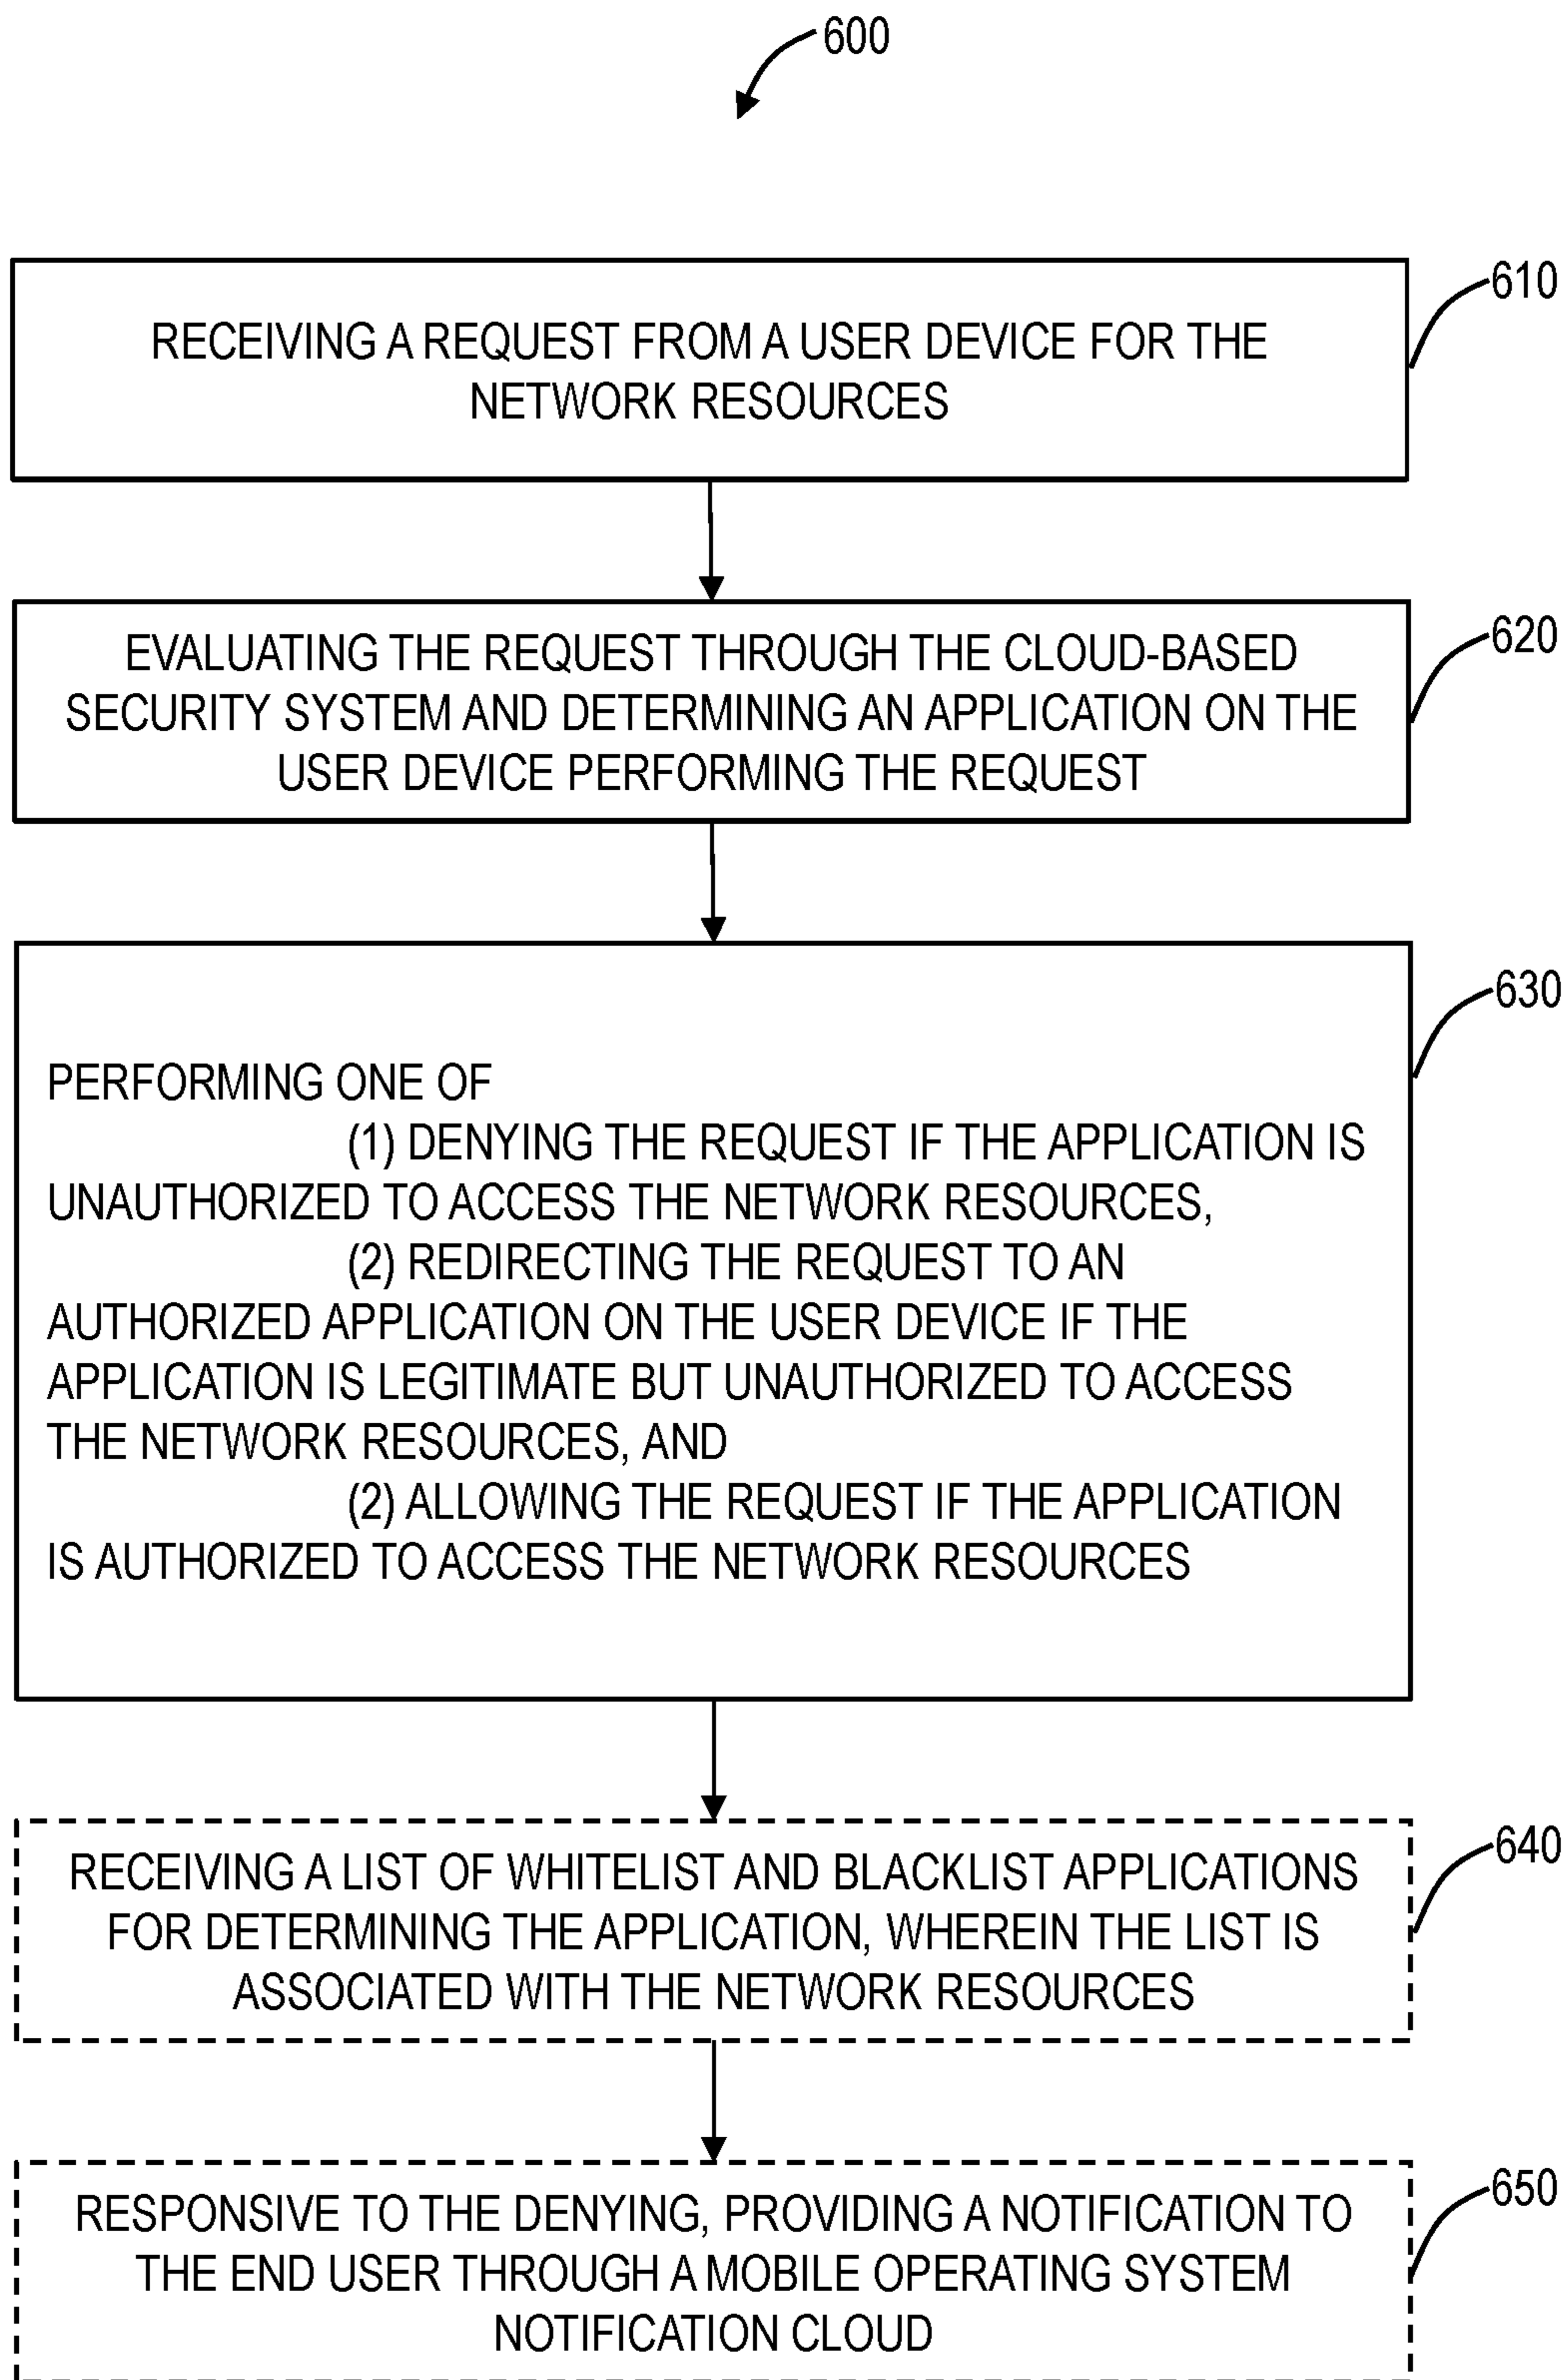 600
610
RECEIVING A REQUEST FROM A USER DEVICE FOR THE
NETWORK RESOURCES
620
EVALUATING THE REQUEST THROUGH THE CLOUD-BASED
SECURITY SYSTEM AND DETERMINING AN APPLICATION ON THE
USER DEVICE PERFORMING THE REQUEST
630
PERFORMING ONE OF
(1) DENYING THE REQUEST IF THE APPLICATION IS
UNAUTHORIZED TO ACCESS THE NETWORK RESOURCES,
(2) REDIRECTING THE REQUEST TO AN
AUTHORIZED APPLICATION ON THE USER DEVICE IF THE
APPLICATION IS LEGITIMATE BUT UNAUTHORIZED TO ACCESS
THE NETWORK RESOURCES, AND
(2) ALLOWING THE REQUEST IF THE APPLICATION
IS AUTHORIZED TO ACCESS THE NETWORK RESOURCES
640
RECEIVING A LIST OF WHITELIST AND BLACKLIST APPLICATIONS
FOR DETERMINING THE APPLICATION, WHEREIN THE LIST IS
ASSOCIATED WITH THE NETWORK RESOURCES
650
RESPONSIVE TO THE DENYING, PROVIDING A NOTIFICATION TO
THE END USER THROUGH A MOBILE OPERATING SYSTEM
NOTIFICATION CLOUD